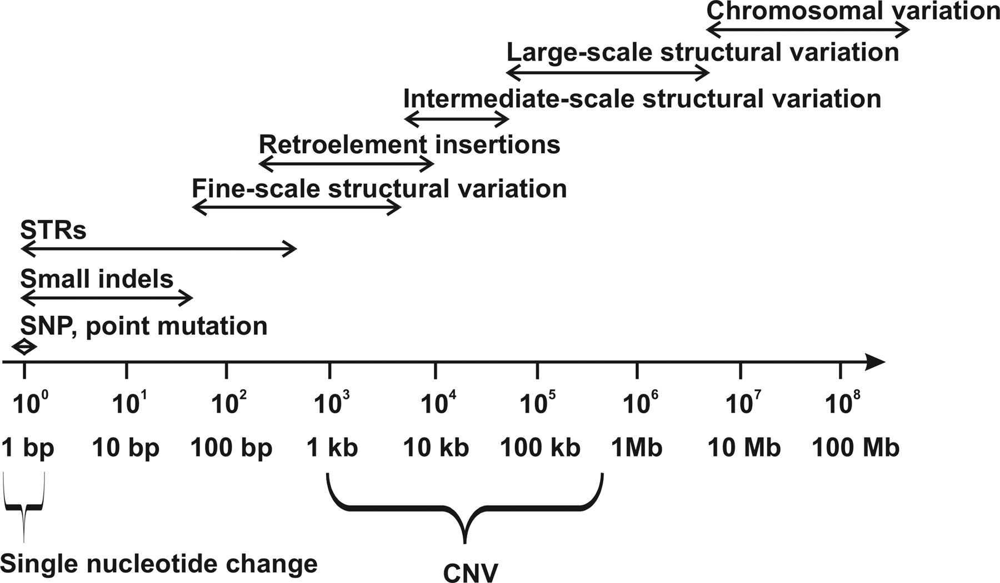 Chromosomal variation
Large-scale structural variation
Intermediate-scale structural variation
Retroelement insertions
Fine-scale structural variation
STRs
Small indels
SNP, point mutation
10⁰ 10¹ 10² 10³ 10⁴ 10⁵ 10⁶ 10⁷ 10⁸
1 bp 10 bp 100 bp 1 kb 10 kb 100 kb 1Mb 10 Mb 100 Mb
Single nucleotide change
CNV